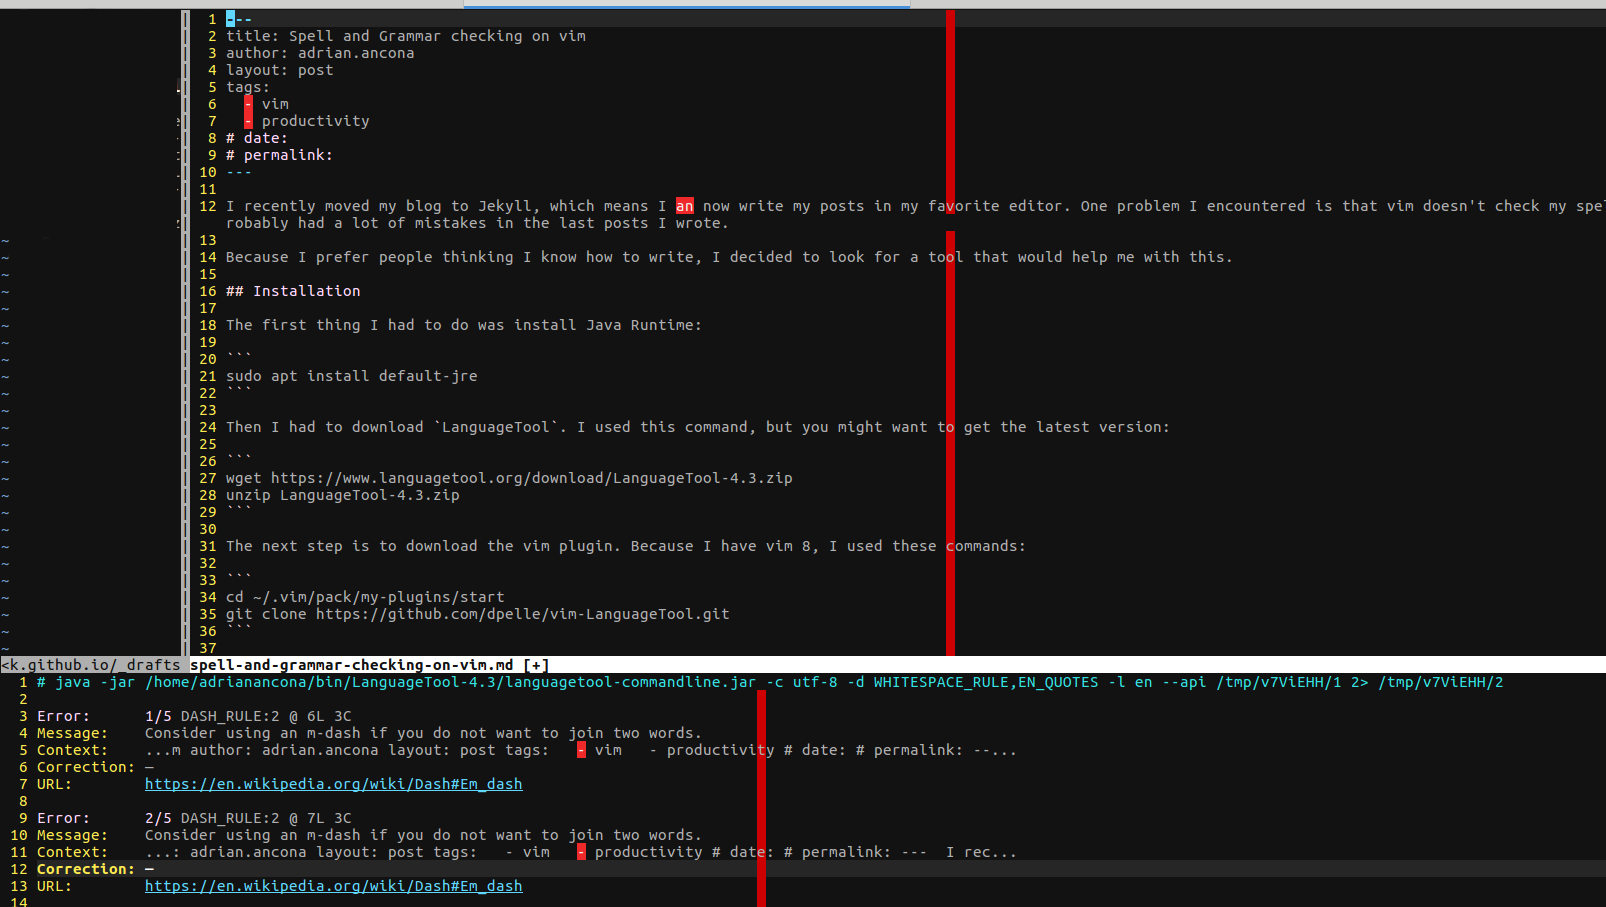 1 ---
2 title: Spell and Grammar checking on vim
3 author: adrian.ancona
4 layout: post
5 tags:
6   - vim
7   - productivity
8 # date:
9 # permalink:
10 ---
11
12 I recently moved my blog to Jekyll, which means I an now write my posts in my favorite editor. One problem I encountered is that vim doesn't check my spe
robably had a lot of mistakes in the last posts I wrote.
13
14 Because I prefer people thinking I know how to write, I decided to look for a tool that would help me with this.
15
16 ## Installation
17
18 The first thing I had to do was install Java Runtime:
19
20 ```
21 sudo apt install default-jre
22 ```
23
24 Then I had to download `LanguageTool`. I used this command, but you might want to get the latest version:
25
26 ```
27 wget https://www.languagetool.org/download/LanguageTool-4.3.zip
28 unzip LanguageTool-4.3.zip
29 ```
30
31 The next step is to download the vim plugin. Because I have vim 8, I used these commands:
32
33 ```
34 cd ~/.vim/pack/my-plugins/start
35 git clone https://github.com/dpelle/vim-LanguageTool.git
36 ```
37
<k.github.io/_drafts spell-and-grammar-checking-on-vim.md [+]
1 # java -jar /home/adrianancona/bin/LanguageTool-4.3/languagetool-commandline.jar -c utf-8 -d WHITESPACE_RULE,EN_QUOTES -l en --api /tmp/v7ViEHH/1 2> /tmp/v7ViEHH/2
2
3 Error:      1/5 DASH_RULE:2 @ 6L 3C
4 Message:    Consider using an m-dash if you do not want to join two words.
5 Context:    ...m author: adrian.ancona layout: post tags:   - vim   - productivity # date: # permalink: --...
6 Correction: —
7 URL:        https://en.wikipedia.org/wiki/Dash#Em_dash
8
9 Error:      2/5 DASH_RULE:2 @ 7L 3C
10 Message:    Consider using an m-dash if you do not want to join two words.
11 Context:    ...: adrian.ancona layout: post tags:   - vim   - productivity # date: # permalink: ---  I rec...
12 Correction: —
13 URL:        https://en.wikipedia.org/wiki/Dash#Em_dash
14